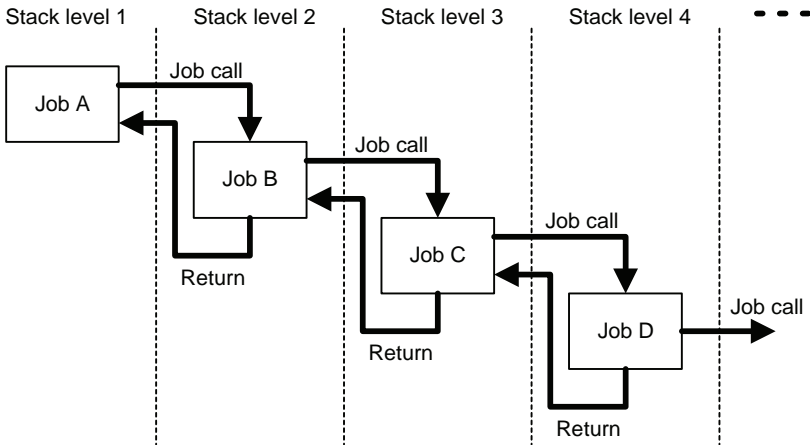 Stack level 1
Stack level 2
Stack level 3
Stack level 4
Job call
Job A
Job call
Job B
Job call
Job C
Return
Job call
Job D
Return
Return